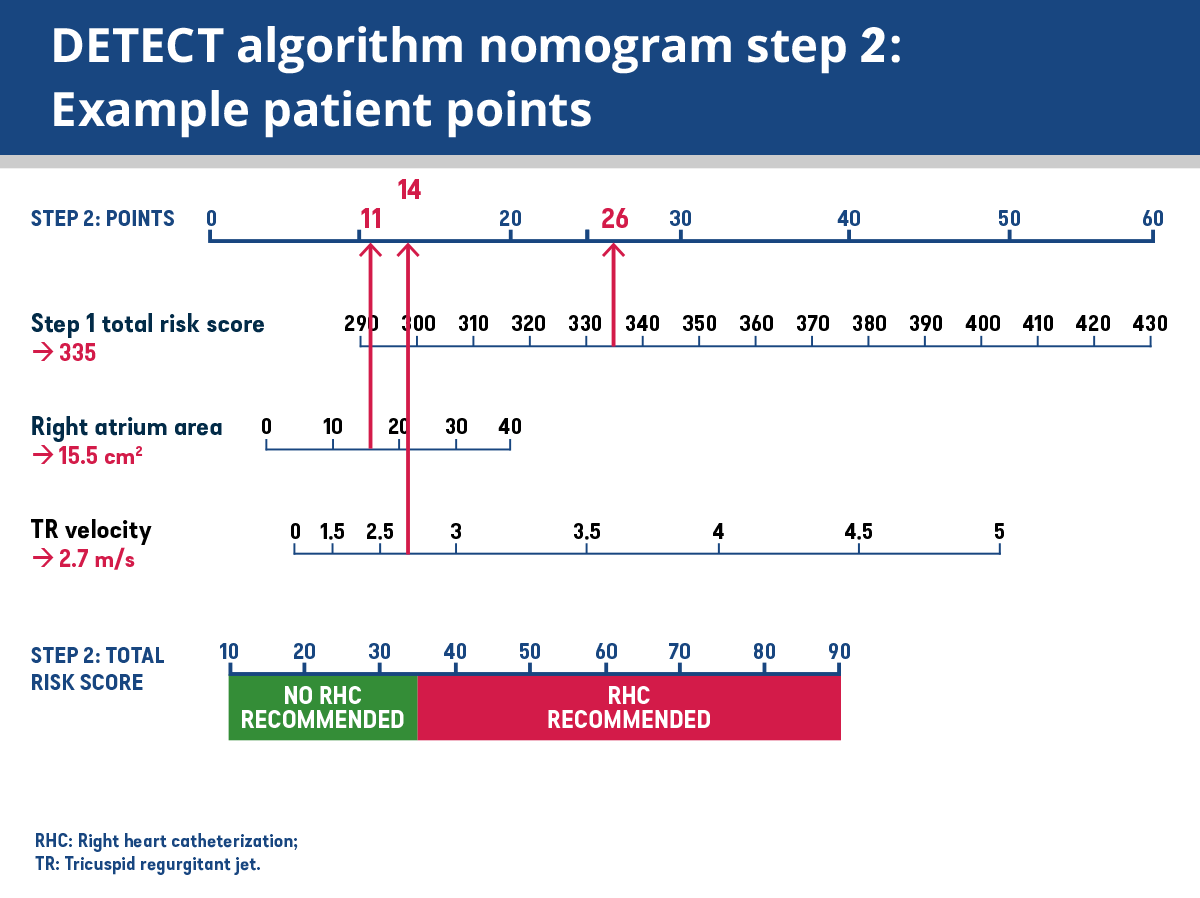 DETECT algorithm nomogram step 2:
Example patient points
14
STEP 2: POINTS 0 11 20 26 30 40 50 60
Step 1 total risk score 290 300 310 320 330 340 350 360 370 380 390 400 410 420 430
→ 335
Right atrium area 0 10 20 30 40
→ 15.5 cm²
TR velocity 0 1.5 2.5 3 3.5 4 4.5 5
→ 2.7 m/s
STEP 2: TOTAL 10 20 30 40 50 60 70 80 90
RISK SCORE
NO RHC RHC
RECOMMENDED RECOMMENDED
RHC: Right heart catheterization;
TR: Tricuspid regurgitant jet.